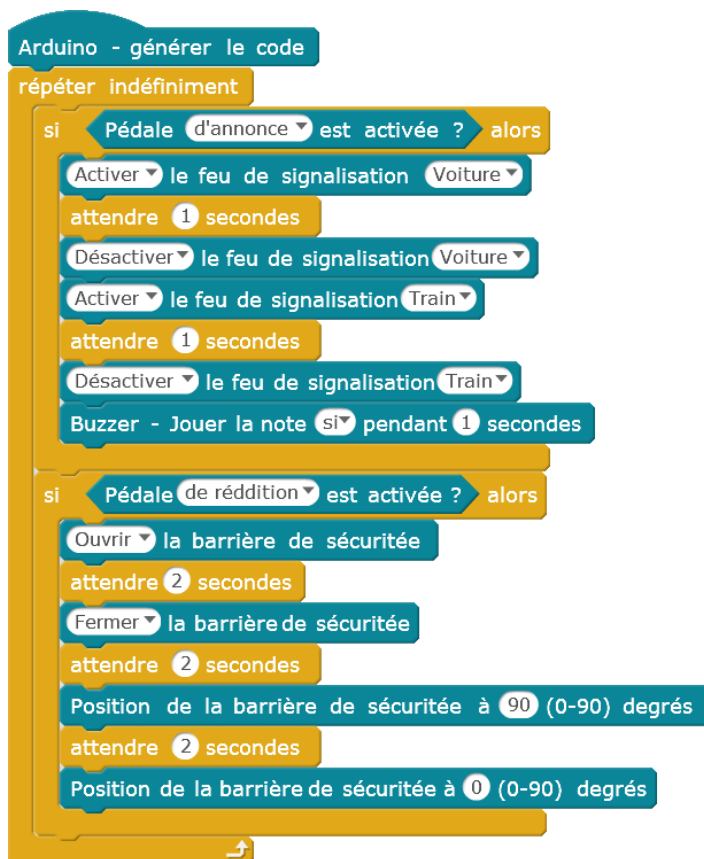 Arduino - générer le code
répéter indéfiniment
si Pédale d'annonce est activée ? alors
Activer le feu de signalisation Voiture
attendre 1 secondes
Désactiver le feu de signalisation Voiture
Activer le feu de signalisation Train
attendre 1 secondes
Désactiver le feu de signalisation Train
Buzzer - Jouer la note si pendant 1 secondes
si Pédale de réddition est activée ? alors
Ouvrir la barrière de sécuritée
attendre 2 secondes
Fermer la barrière de sécuritée
attendre 2 secondes
Position de la barrière de sécuritée à 90 (0-90) degrés
attendre 2 secondes
Position de la barrière de sécuritée à 0 (0-90) degrés